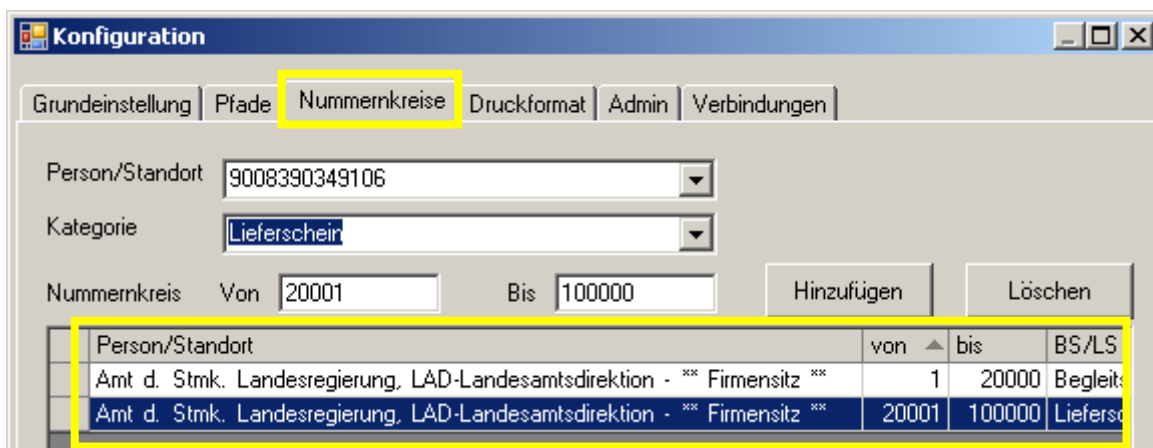 Konfiguration
Grundeinstellung Pfade Nummernkreise Druckformat Admin Verbindungen
Person/Standort 9008390349106
Kategorie Lieferschein
Nummernkreis Von 20001 Bis 100000 Hinzufügen Löschen
Person/Standort von bis BS/LS
Amt d. Stmk. Landesregierung, LAD-Landesamtsdirektion - ** Firmensitz ** 1 20000 Begleits
Amt d. Stmk. Landesregierung, LAD-Landesamtsdirektion - ** Firmensitz ** 20001 100000 Liefersc